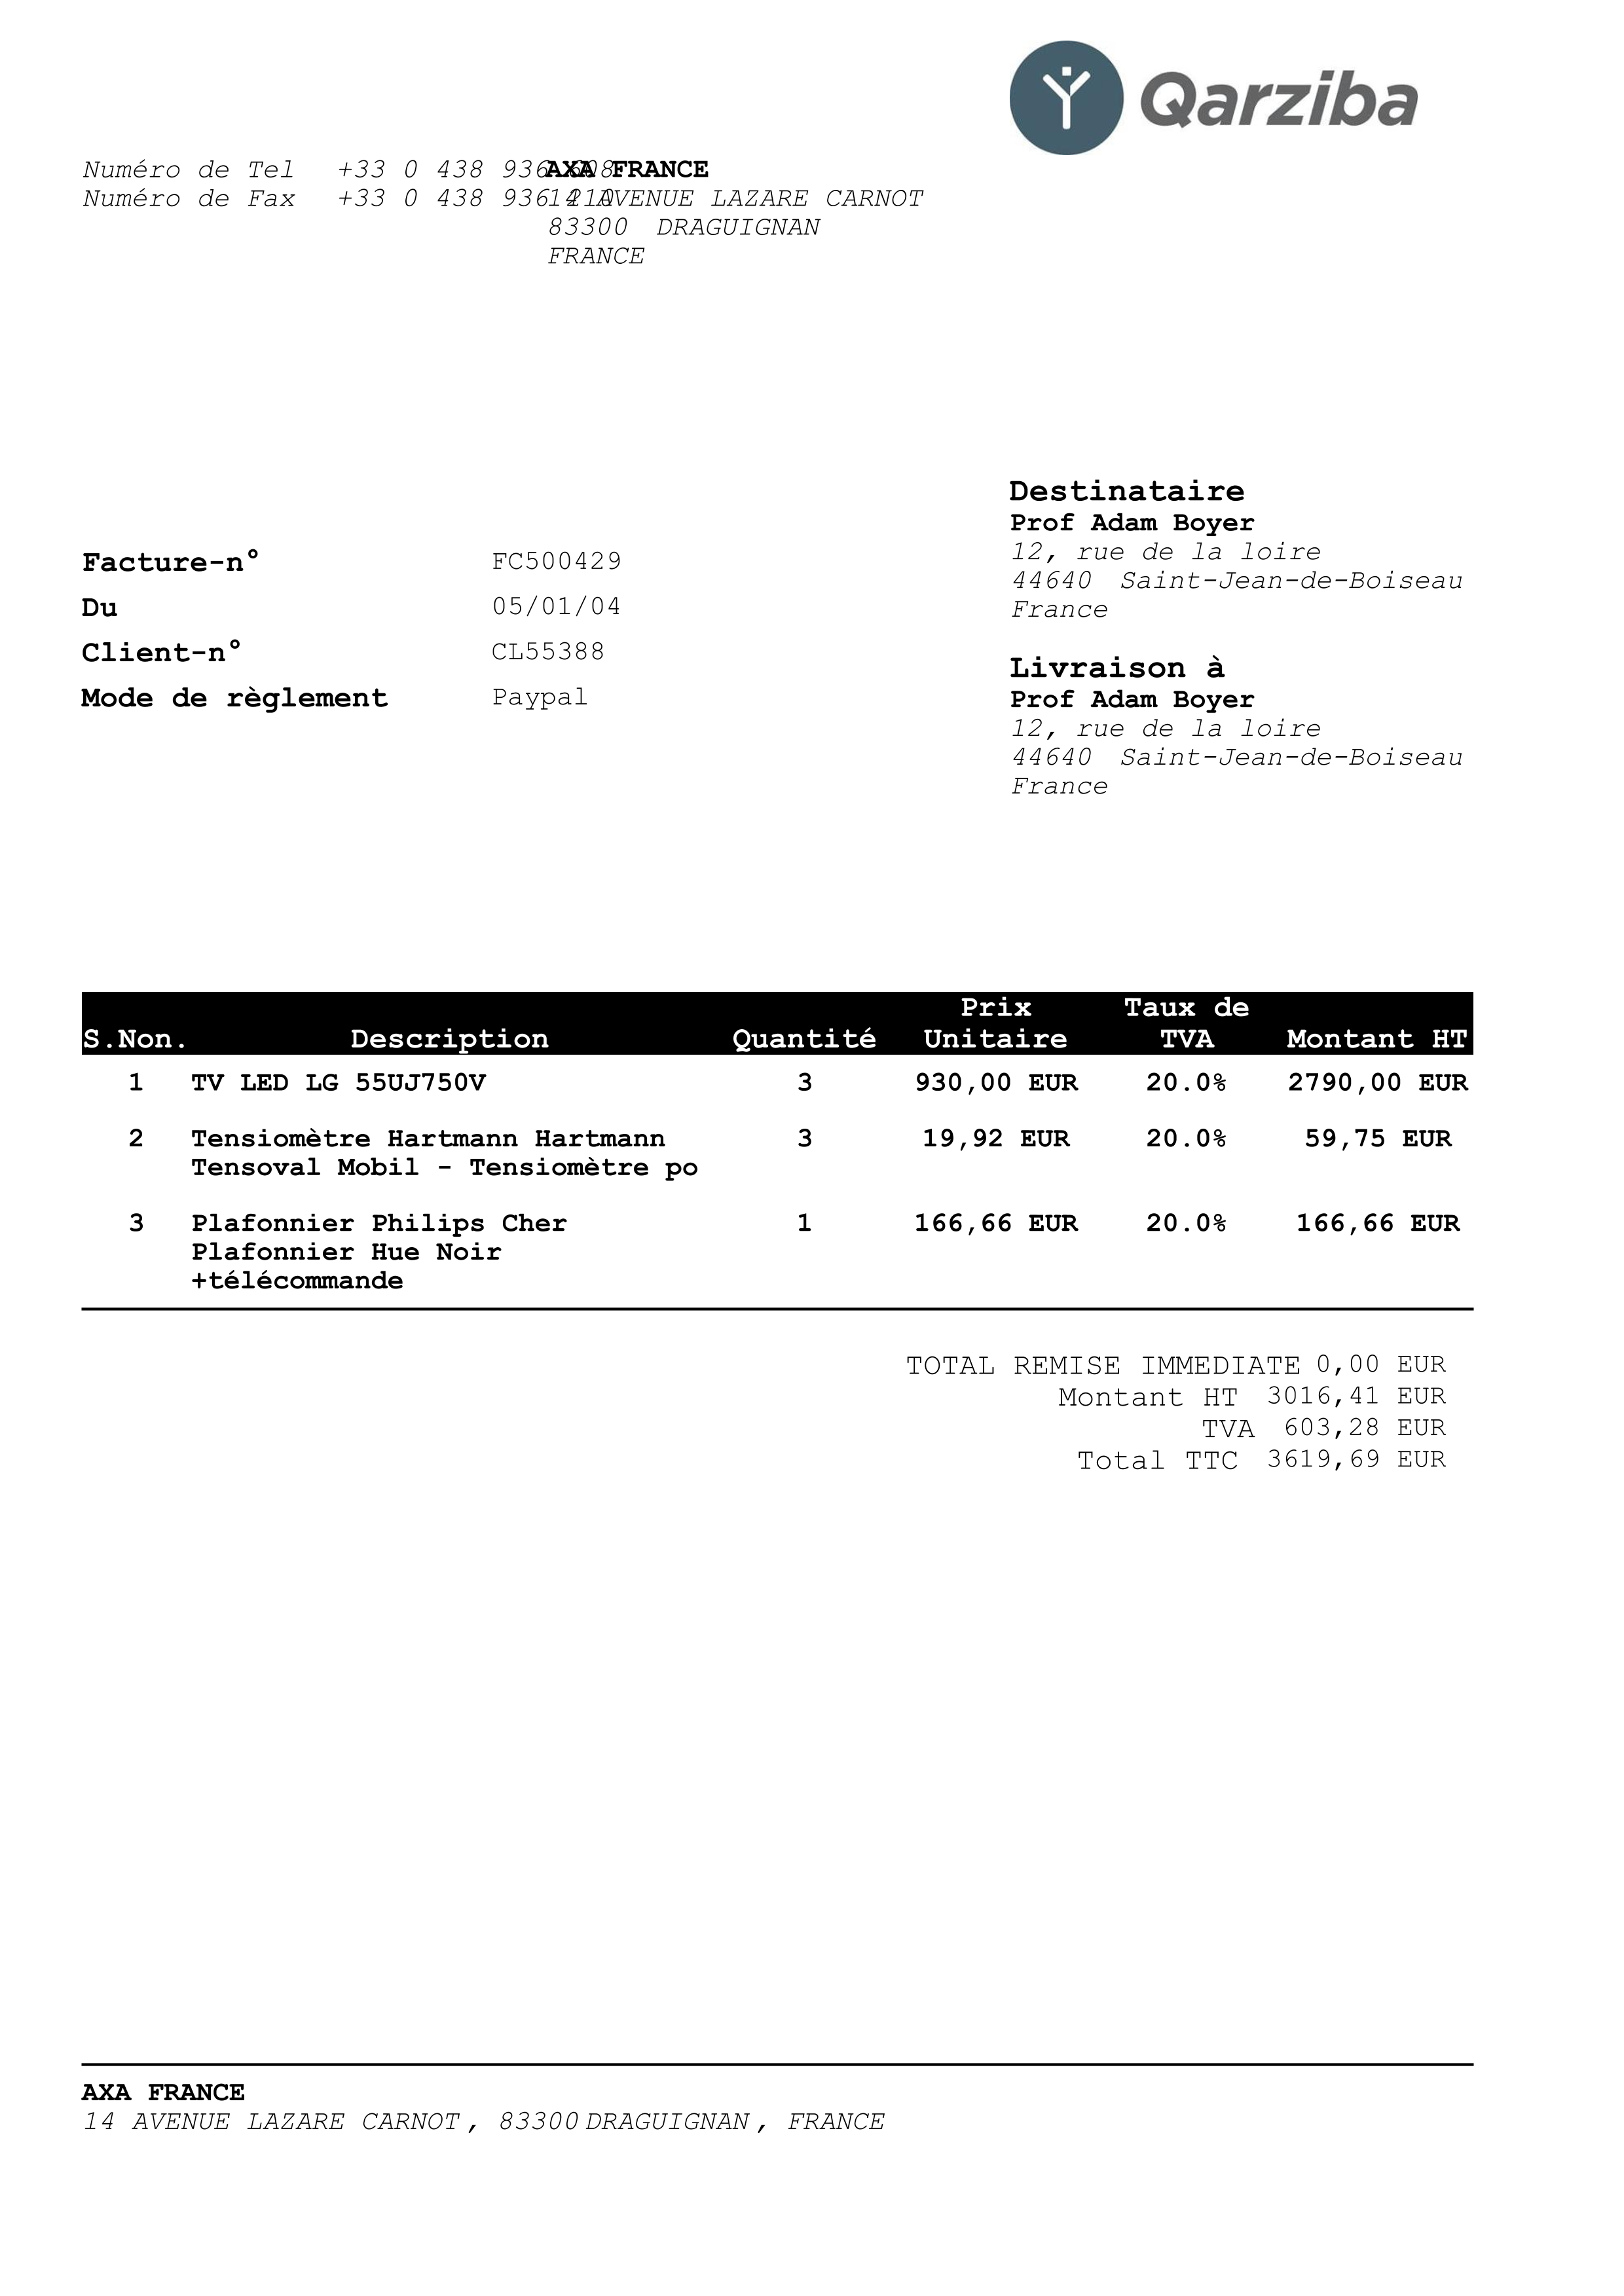 Qarziba
Numéro de Tel +33 0 438 936 608
Numéro de Fax +33 0 438 936 210
AXA FRANCE
14 AVENUE LAZARE CARNOT
83300 DRAGUIGNAN
FRANCE
Facture-n° FC500429
Du 05/01/04
Client-n° CL55388
Mode de règlement Paypal
Destinataire
Prof Adam Boyer
12, rue de la loire
44640 Saint-Jean-de-Boiseau
France
Livraison à
Prof Adam Boyer
12, rue de la loire
44640 Saint-Jean-de-Boiseau
France
S.Non. Description Quantité Prix Unitaire Taux de TVA Montant HT
1 TV LED LG 55UJ750V 3 930,00 EUR 20.0% 2790,00 EUR
2 Tensiomètre Hartmann Hartmann 3 19,92 EUR 20.0% 59,75 EUR
Tensoval Mobil - Tensiomètre po
3 Plafonnier Philips Cher 1 166,66 EUR 20.0% 166,66 EUR
Plafonnier Hue Noir
+télécommande
TOTAL REMISE IMMEDIATE 0,00 EUR
Montant HT 3016,41 EUR
TVA 603,28 EUR
Total TTC 3619,69 EUR
AXA FRANCE
14 AVENUE LAZARE CARNOT, 83300 DRAGUIGNAN, FRANCE